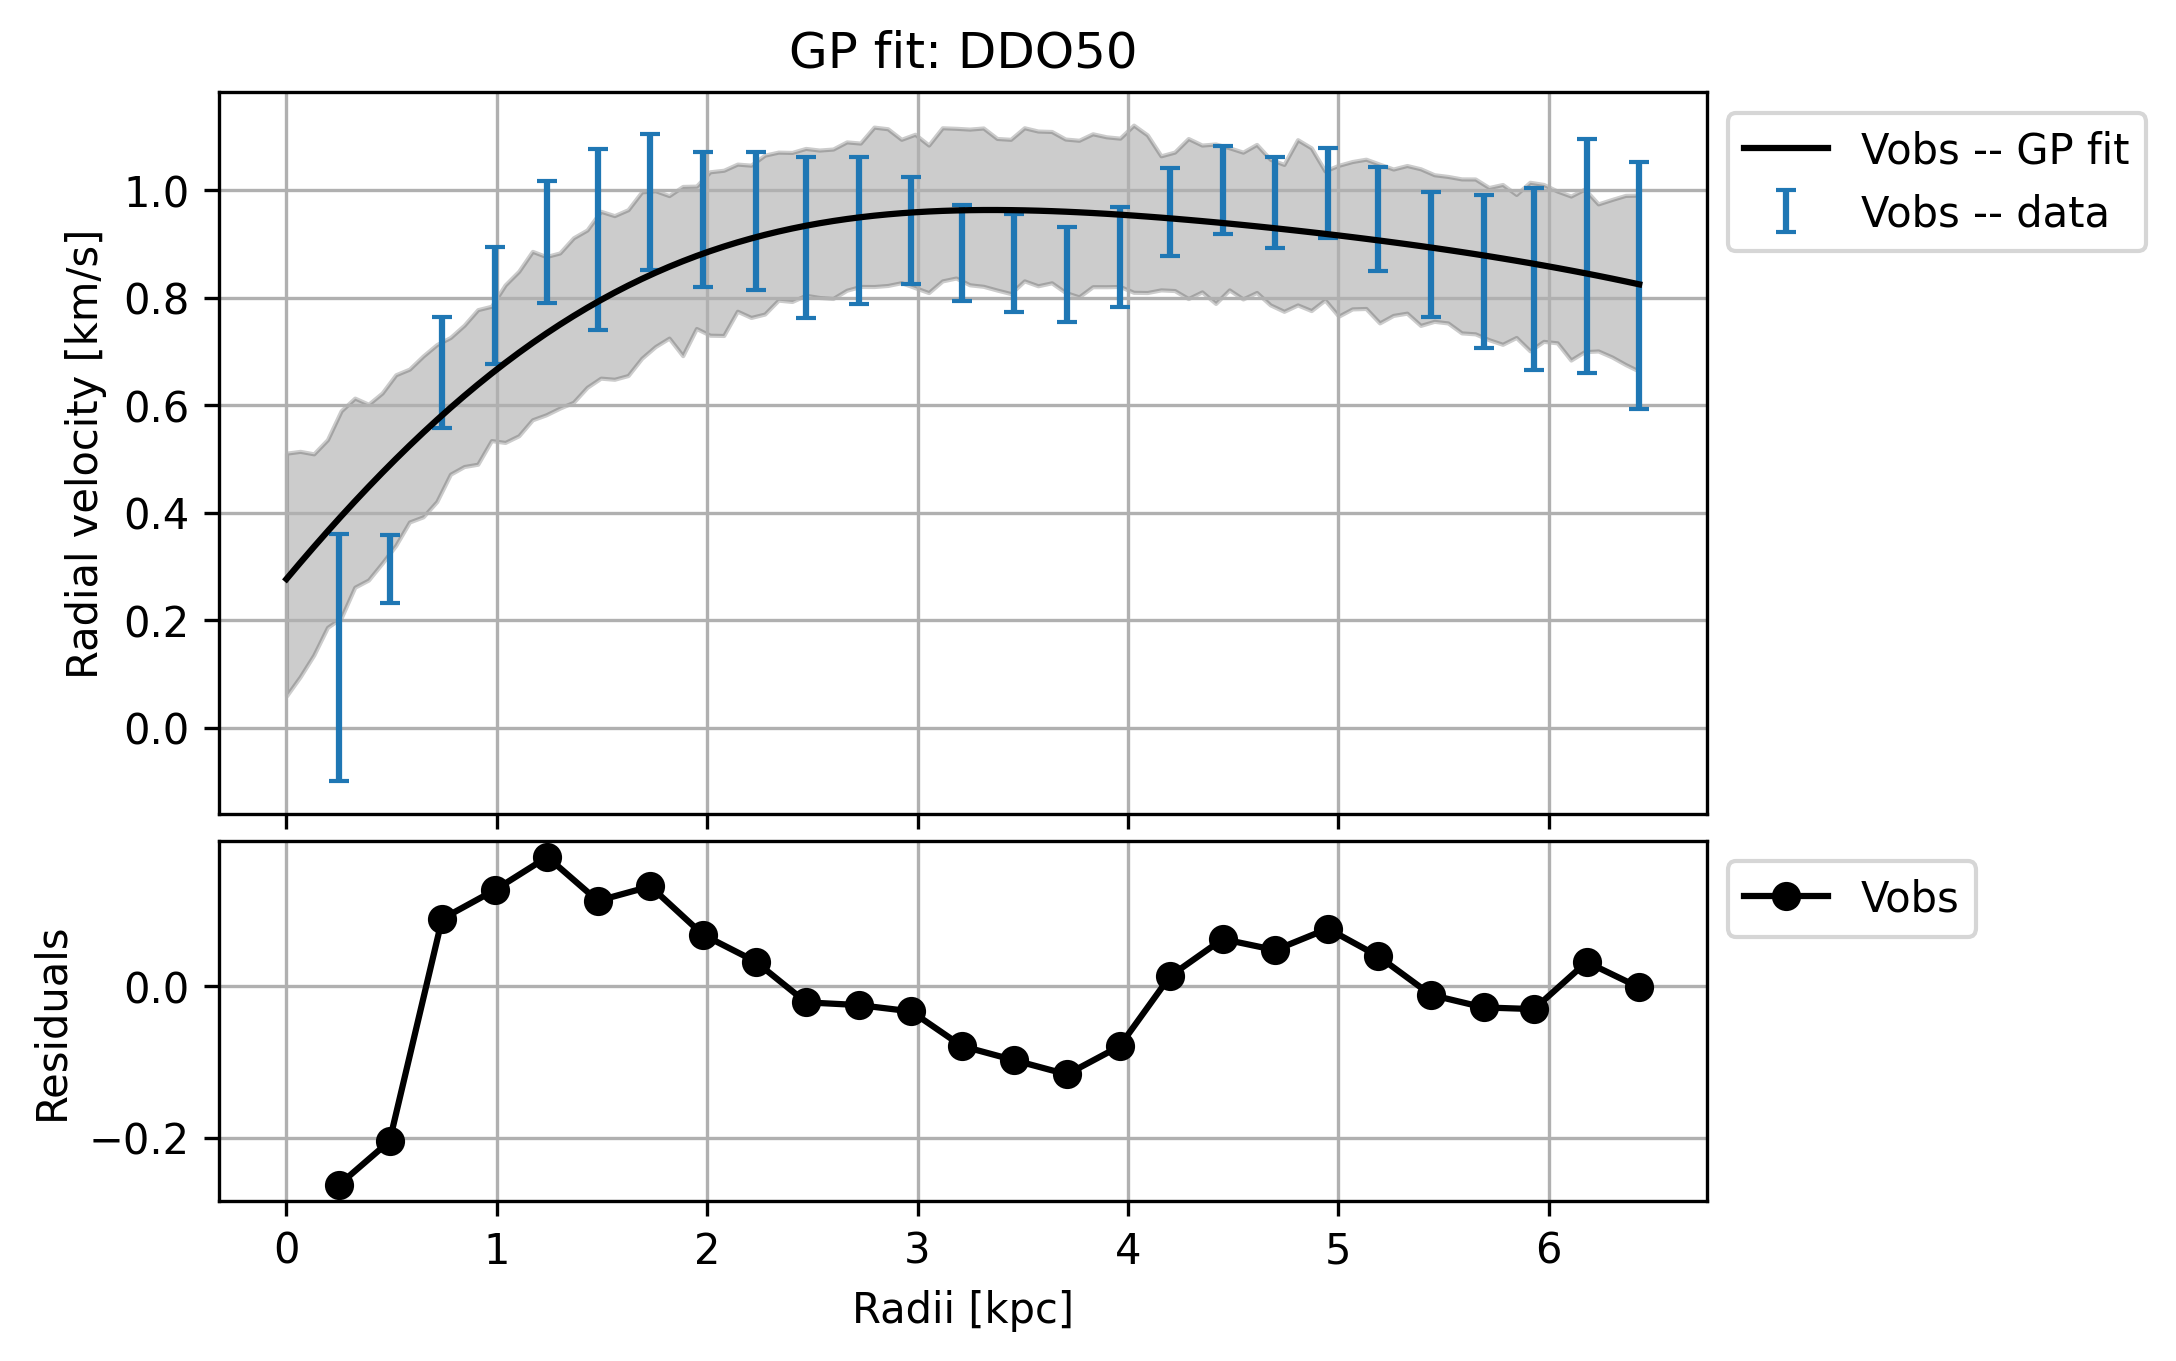 GP fit: DDO50
Radial velocity [km/s]
1.0
0.8
0.6
0.4
0.2
0.0
Vobs -- GP fit
Vobs -- data
Residuals
0.0
−0.2
Vobs
0 1 2 3 4 5 6
Radii [kpc]